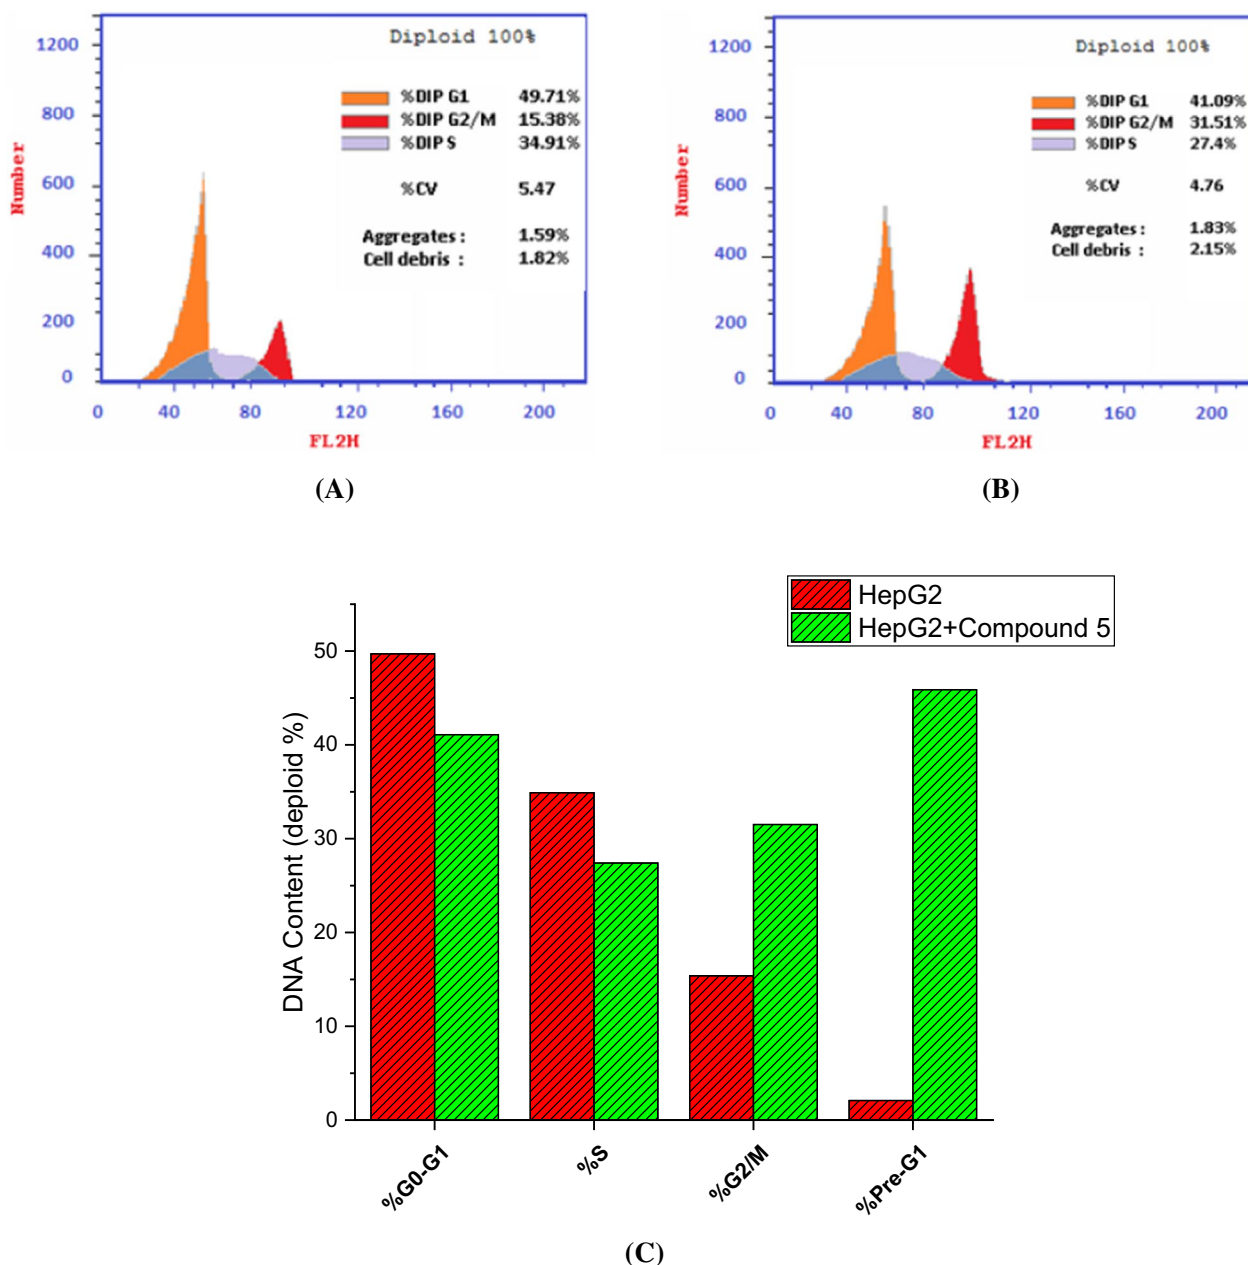 Diploid 100%
%DIP G1 49.71%
%DIP G2/M 15.38%
%DIP S 34.91%
%CV 5.47
Aggregates : 1.59%
Cell debris : 1.82%
Number
1200
800
600
400
200
0
0 40 80 120 160 200
FL2H
(A)
Diploid 100%
%DIP G1 41.09%
%DIP G2/M 31.51%
%DIP S 27.4%
%CV 4.76
Aggregates : 1.83%
Cell debris : 2.15%
Number
1200
800
600
400
200
0
0 40 80 120 160 200
FL2H
(B)
HepG2
HepG2+Compound 5
DNA Content (deploid %)
50
40
30
20
10
0
%G0-G1 %S %G2/M %Pre-G1
(C)